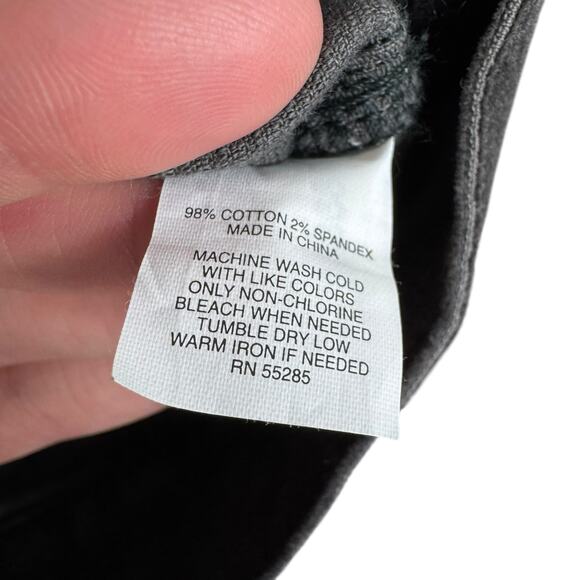 98% COTTON 2% SPANDEX
MADE IN CHINA
MACHINE WASH COLD
WITH LIKE COLORS
ONLY NON-CHLORINE
BLEACH WHEN NEEDED
TUMBLE DRY LOW
WARM IRON IF NEEDED
RN 55285